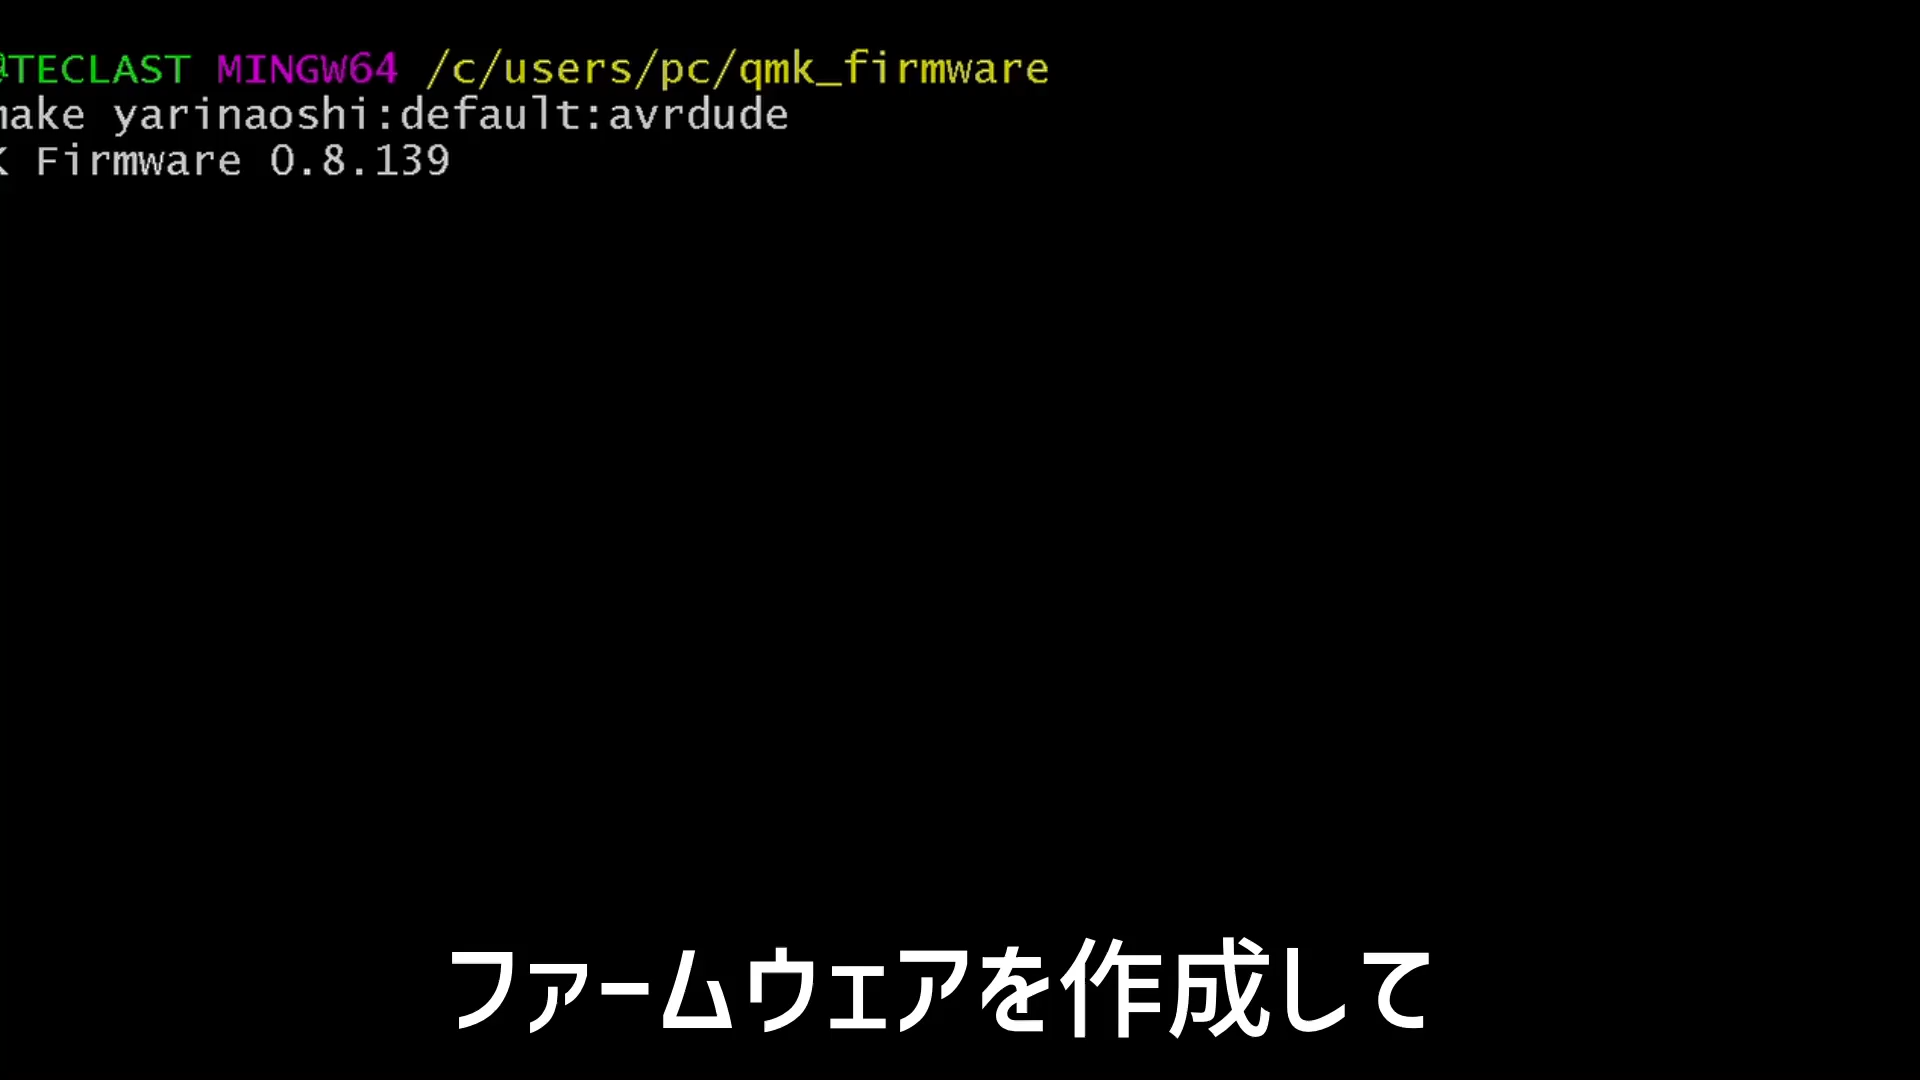 @TECLAST MINGW64 /c/users/pc/qmk_firmware
make yarinaoshi:default:avrdude
K Firmware 0.8.139
ファームウェアを作成して